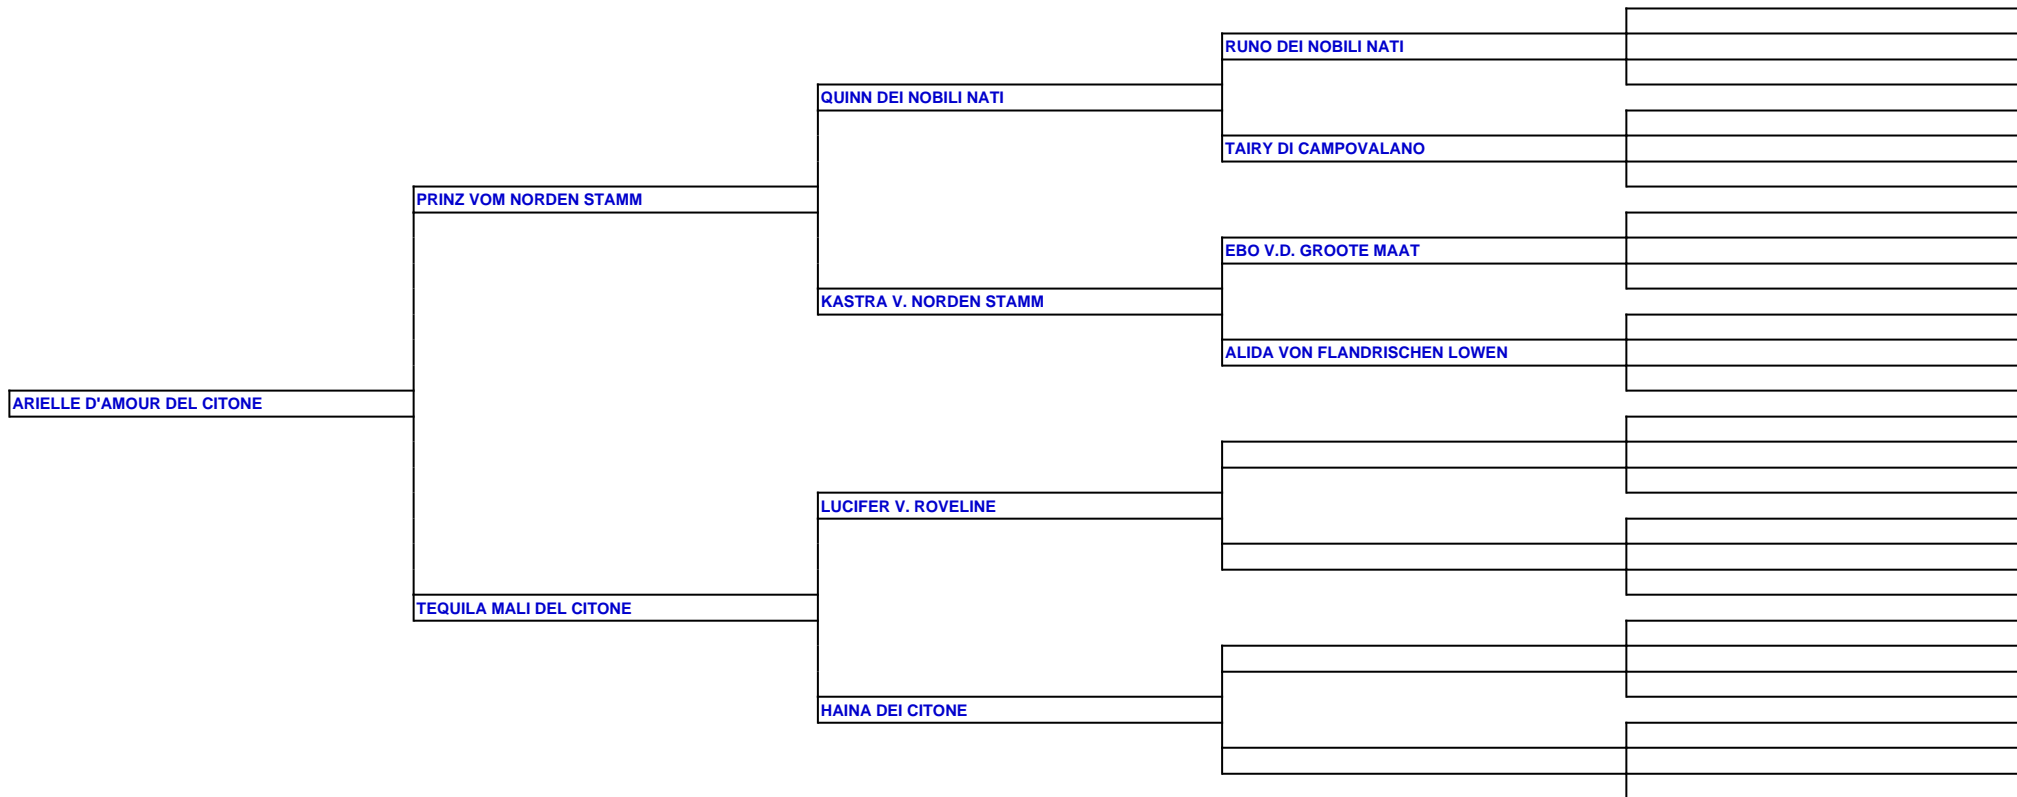 RUNO DEI NOBILI NATI
QUINN DEI NOBILI NATI
TAIRY DI CAMPOVALANO
PRINZ VOM NORDEN STAMM
EBO V.D. GROOTE MAAT
KASTRA V. NORDEN STAMM
ALIDA VON FLANDRISCHEN LOWEN
ARIELLE D'AMOUR DEL CITONE
LUCIFER V. ROVELINE
TEQUILA MALI DEL CITONE
HAINA DEI CITONE